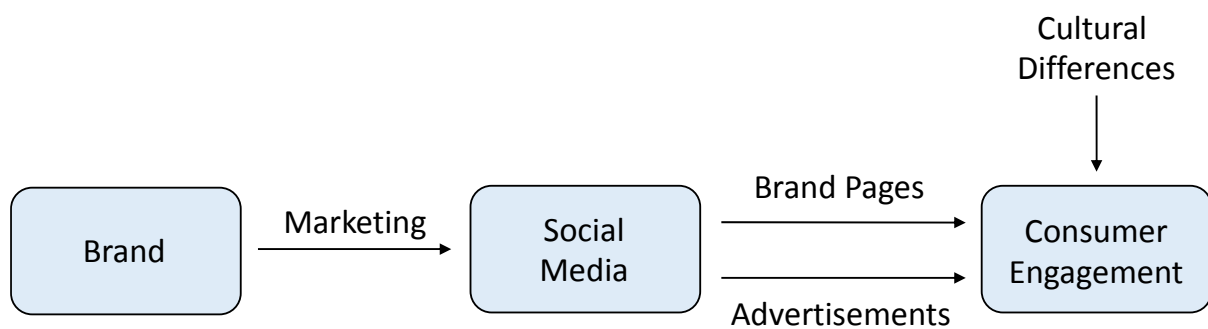 Cultural
Differences
Brand
Marketing
Social
Media
Brand Pages
Advertisements
Consumer
Engagement